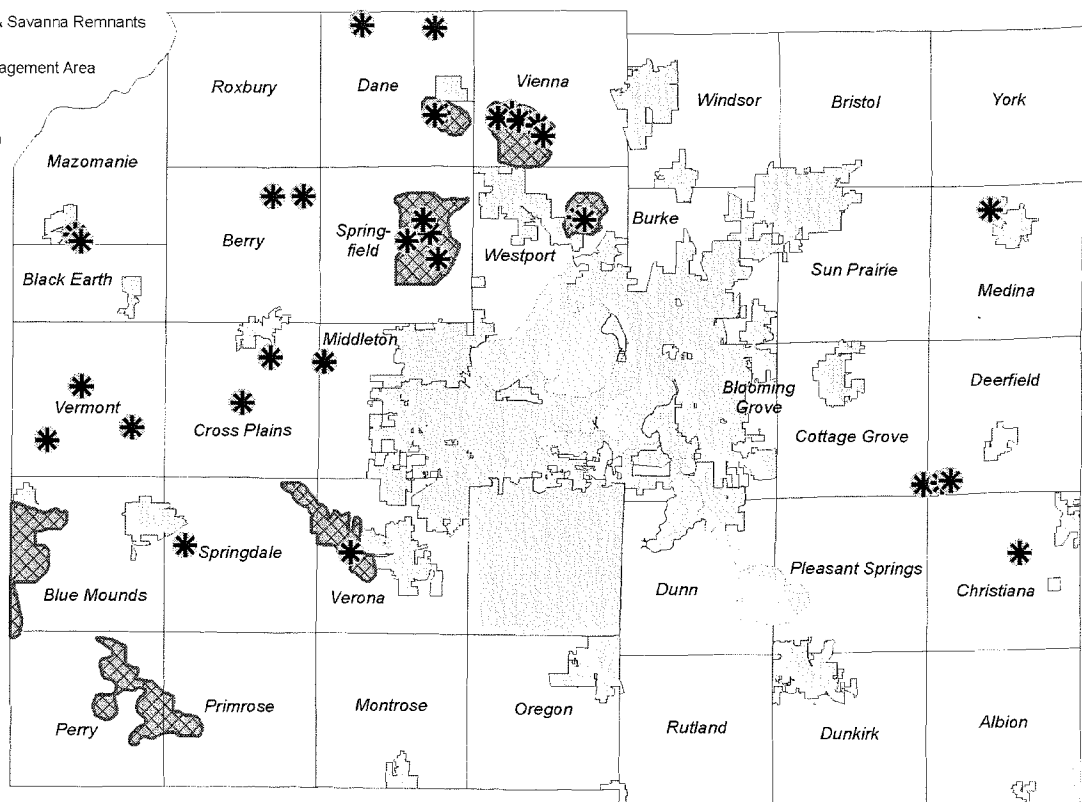 & Savanna Remnants
agement Area
Roxbury
Dane
Vienna
Windsor
Bristol
York
Mazomanie
Berry
Spring-
field
Westport
Burke
Sun Prairie
Medina
Black Earth
Middleton
Vermont
Cross Plains
Blooming
Grove
Cottage Grove
Deerfield
Blue Mounds
Springdale
Verona
Dunn
Pleasant Springs
Christiana
Perry
Primrose
Montrose
Oregon
Rutland
Dunkirk
Albion